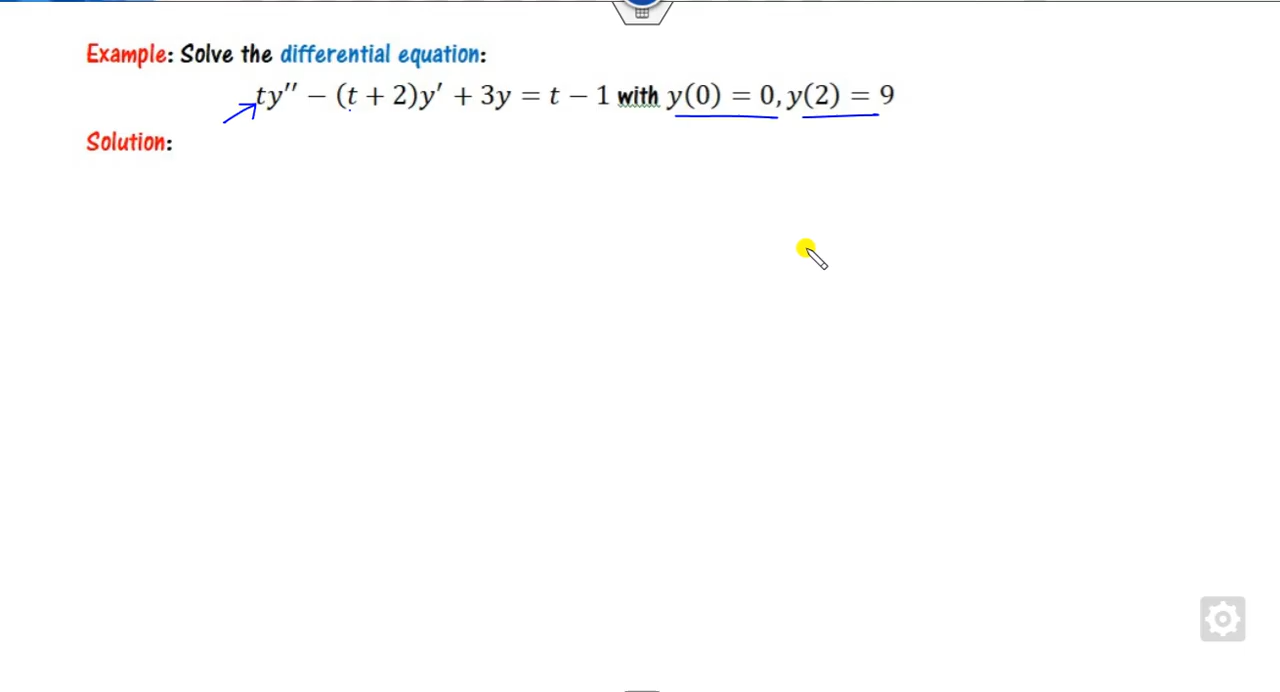 Example: Solve the differential equation:
ty′′ − (t + 2)y′ + 3y = t − 1 with y(0) = 0, y(2) = 9
Solution: